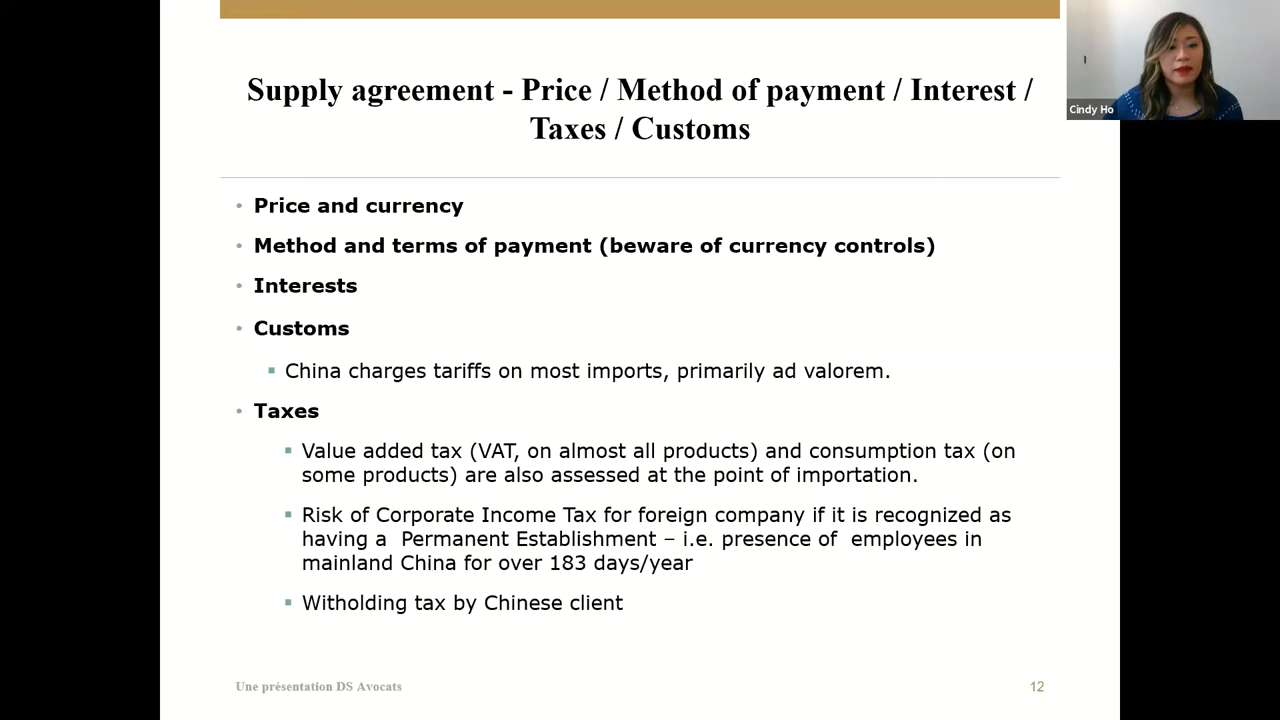 Supply agreement - Price / Method of payment / Interest /
Taxes / Customs
Cindy Ho
• Price and currency
• Method and terms of payment (beware of currency controls)
• Interests
• Customs
▪ China charges tariffs on most imports, primarily ad valorem.
• Taxes
▪ Value added tax (VAT, on almost all products) and consumption tax (on
some products) are also assessed at the point of importation.
▪ Risk of Corporate Income Tax for foreign company if it is recognized as
having a  Permanent Establishment – i.e. presence of  employees in
mainland China for over 183 days/year
▪ Witholding tax by Chinese client
Une présentation DS Avocats
12